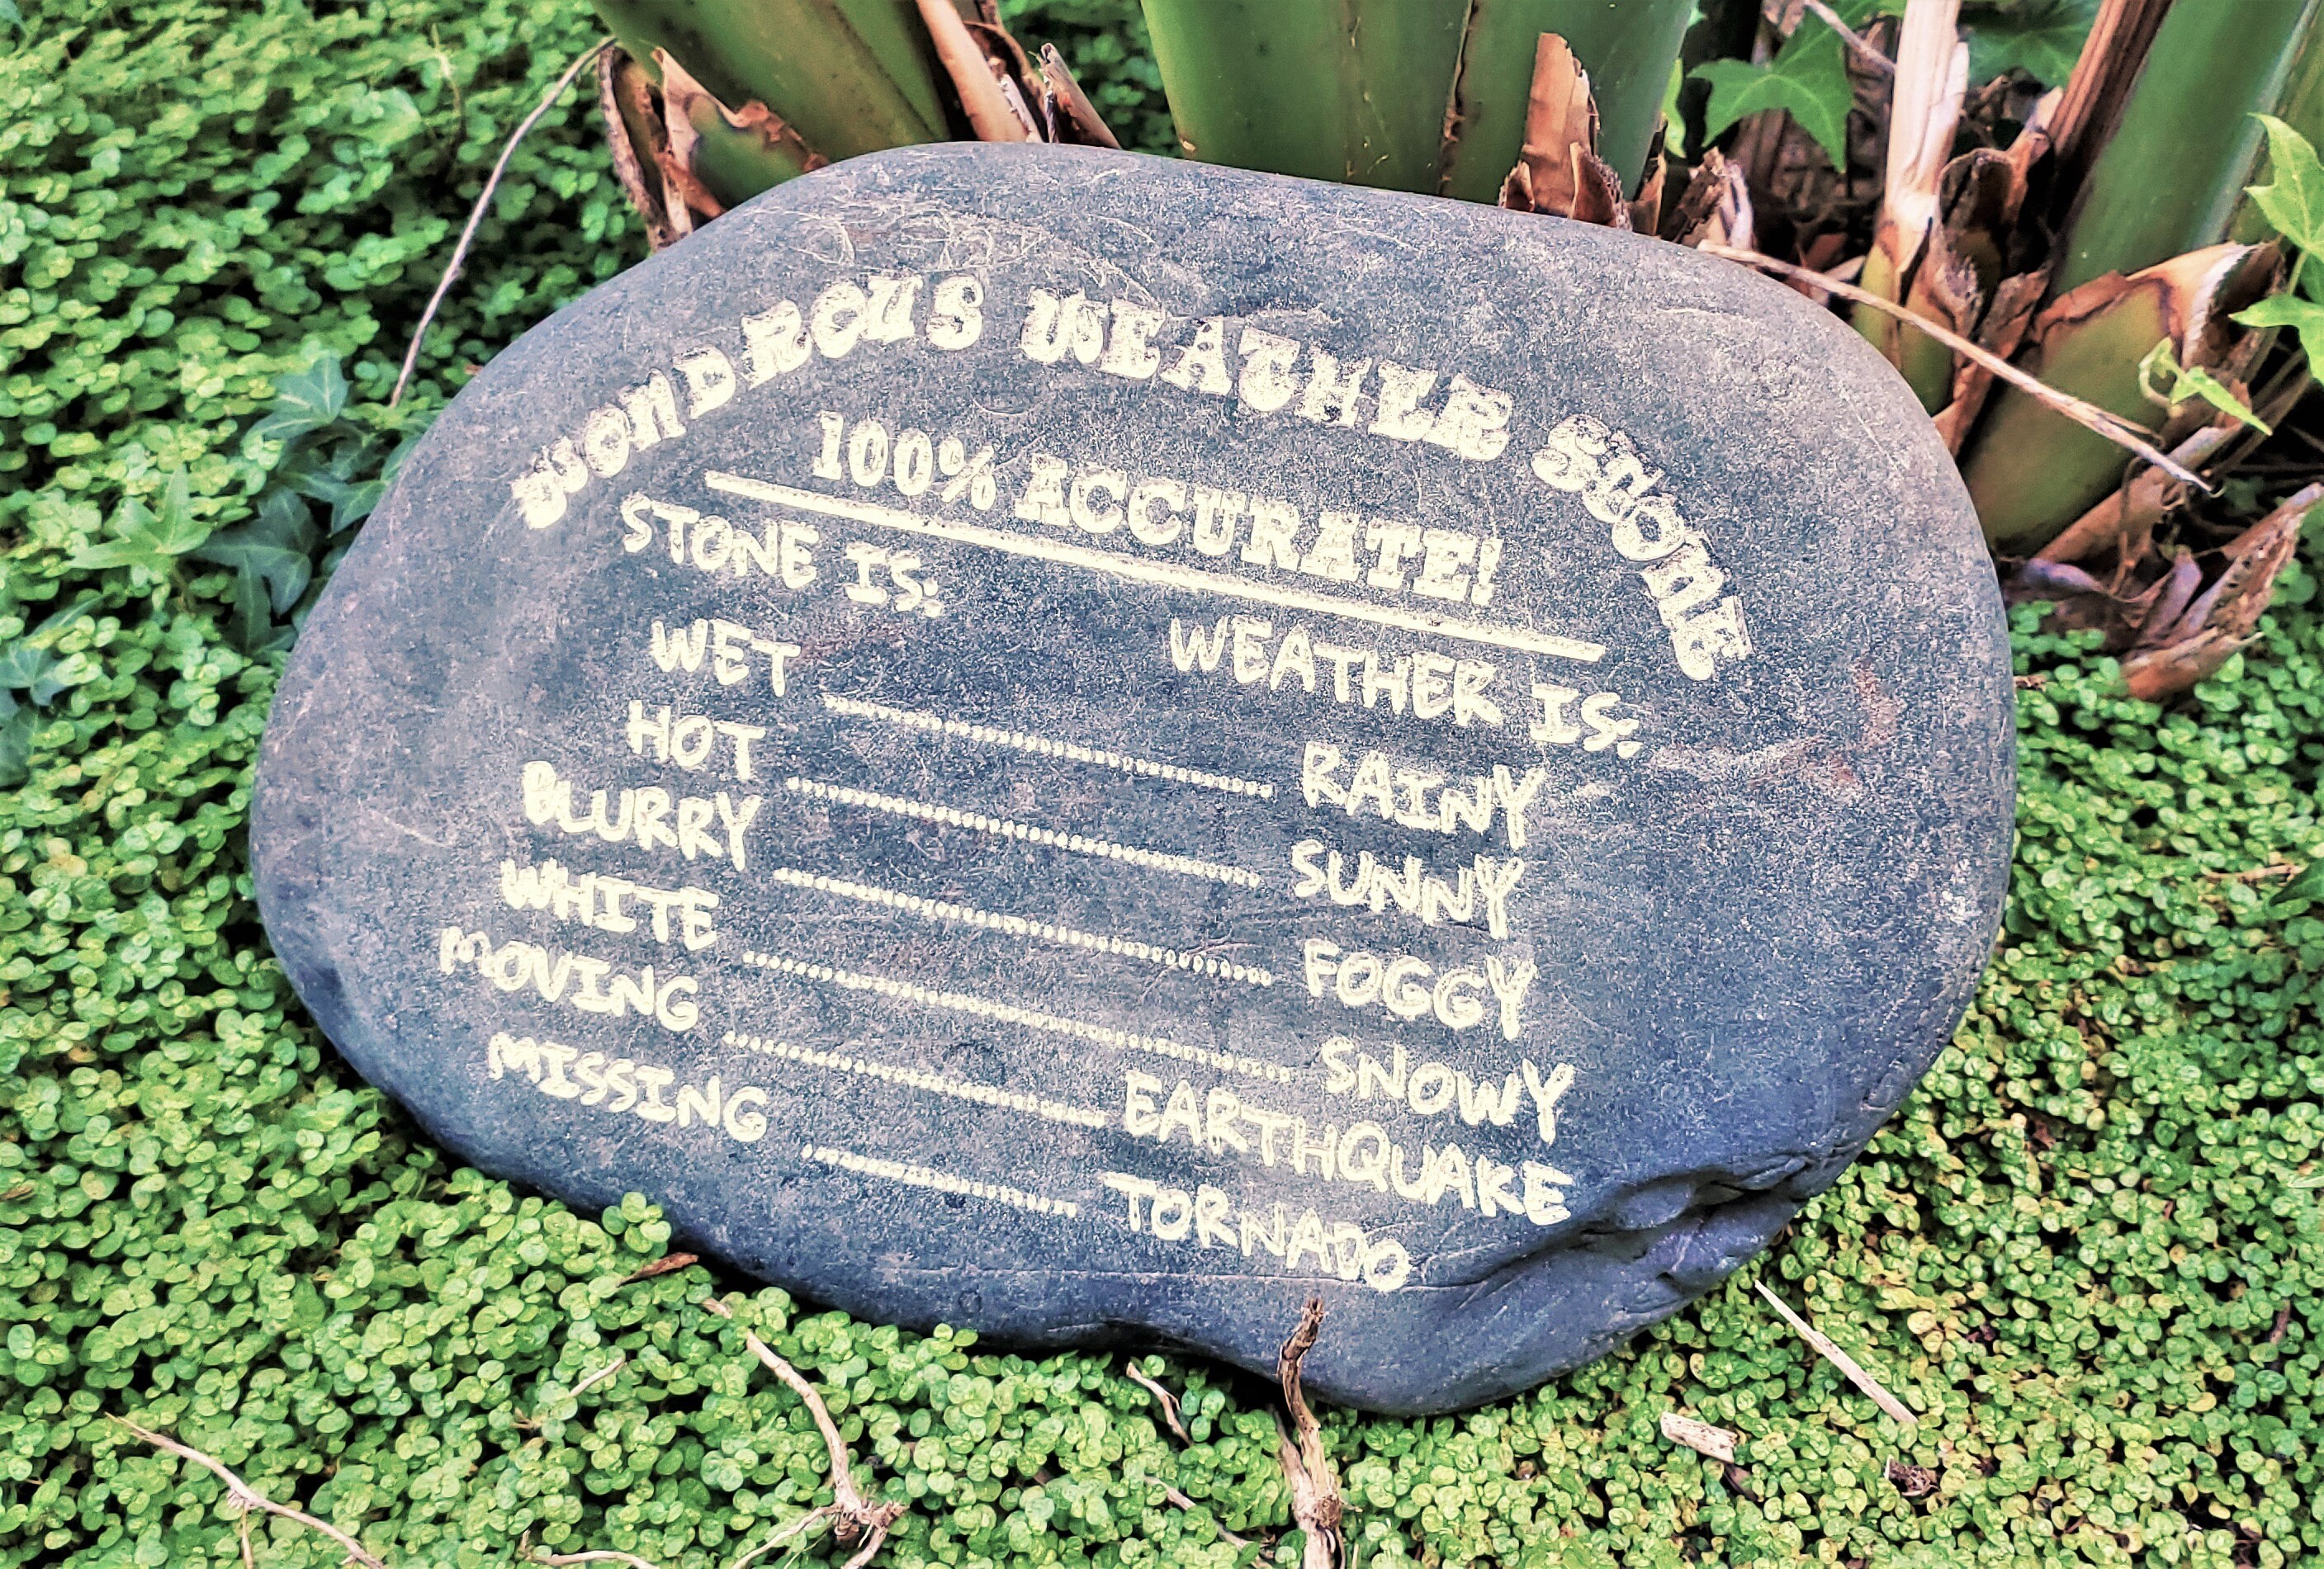 WONDROUS WEATHER STONE
100% ACCURATE!
STONE IS: WEATHER IS:
WET ........ RAINY
HOT ........ SUNNY
BLURRY ........ FOGGY
WHITE ........ SNOWY
MOVING ........ EARTHQUAKE
MISSING ........ TORNADO